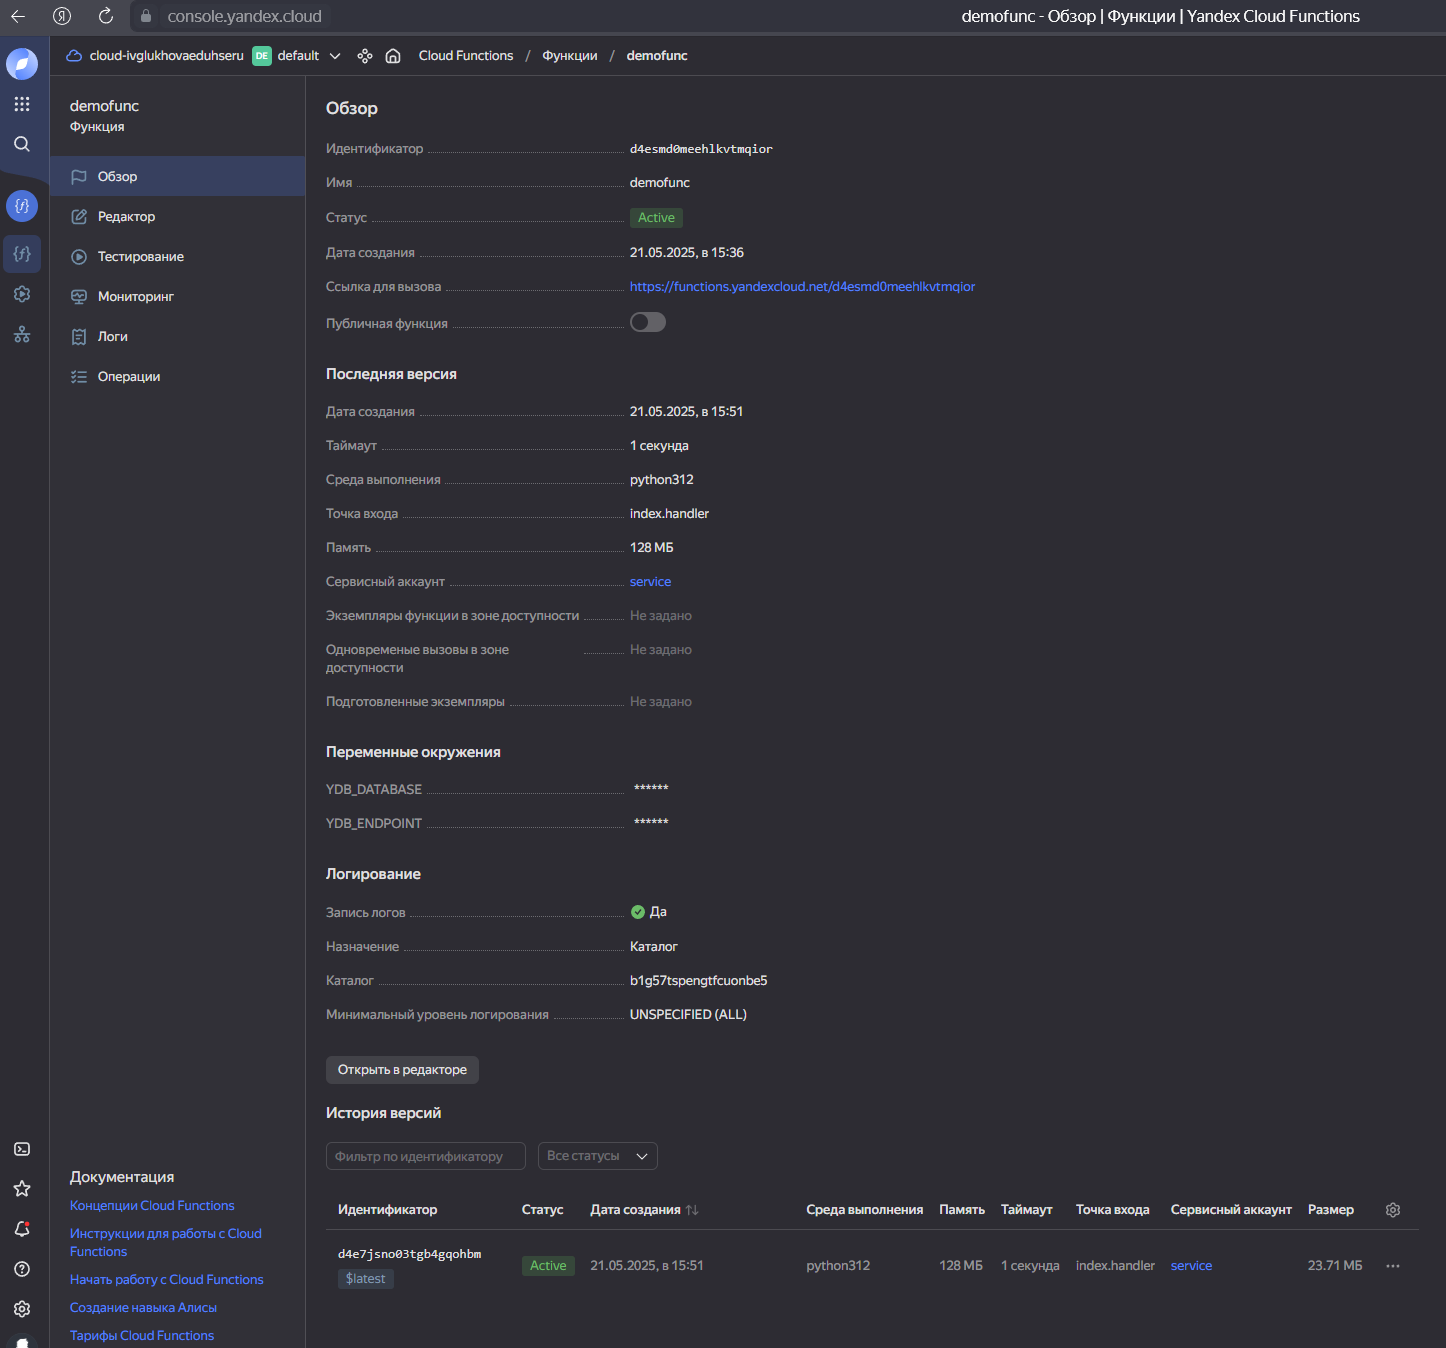 console.yandex.cloud
demofunc - Обзор | Функции | Yandex Cloud Functions
cloud-ivglukhovaeduhseru DE default Cloud Functions / Функции / demofunc
demofunc
Функция
Обзор
Редактор
Тестирование
Мониторинг
Логи
Операции
Документация
Концепции Cloud Functions
Инструкции для работы с Cloud
Functions
Начать работу с Cloud Functions
Создание навыка Алисы
Тарифы Cloud Functions
Обзор
Идентификатор d4esmd0meehlkvtmqior
Имя demofunc
Статус Active
Дата создания 21.05.2025, в 15:36
Ссылка для вызова https://functions.yandexcloud.net/d4esmd0meehlkvtmqior
Публичная функция
Последняя версия
Дата создания 21.05.2025, в 15:51
Таймаут 1 секунда
Среда выполнения python312
Точка входа index.handler
Память 128 МБ
Сервисный аккаунт service
Экземпляры функции в зоне доступности Не задано
Одновременые вызовы в зоне Не задано
доступности
Подготовленные экземпляры Не задано
Переменные окружения
YDB_DATABASE ******
YDB_ENDPOINT ******
Логирование
Запись логов Да
Назначение Каталог
Каталог b1g57tspengtfcuonbe5
Минимальный уровень логирования UNSPECIFIED (ALL)
Открыть в редакторе
История версий
Фильтр по идентификатору Все статусы
Идентификатор Статус Дата создания Среда выполнения Память Таймаут Точка входа Сервисный аккаунт Размер
d4e7jsno03tgb4gqohbm Active 21.05.2025, в 15:51 python312 128 МБ 1 секунда index.handler service 23.71 МБ
$latest